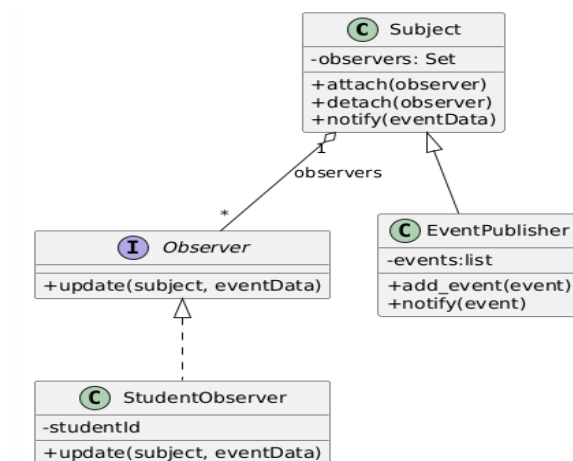 C Subject
-observers: Set
+attach(observer)
+detach(observer)
+notify(eventData)
1
observers
*
I Observer
+update(subject, eventData)
C EventPublisher
-events:list
+add_event(event)
+notify(event)
C StudentObserver
-studentId
+update(subject, eventData)